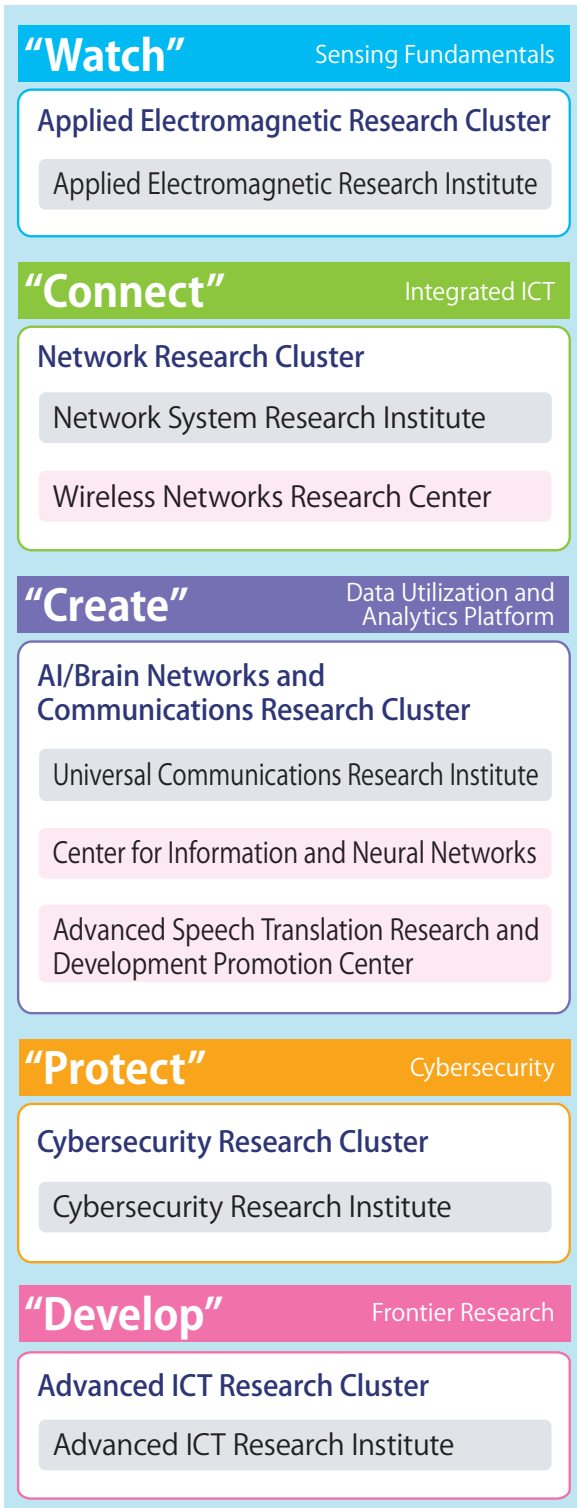 “Watch” Sensing Fundamentals
Applied Electromagnetic Research Cluster
Applied Electromagnetic Research Institute
“Connect” Integrated ICT
Network Research Cluster
Network System Research Institute
Wireless Networks Research Center
“Create” Data Utilization and
Analytics Platform
AI/Brain Networks and
Communications Research Cluster
Universal Communications Research Institute
Center for Information and Neural Networks
Advanced Speech Translation Research and
Development Promotion Center
“Protect” Cybersecurity
Cybersecurity Research Cluster
Cybersecurity Research Institute
“Develop” Frontier Research
Advanced ICT Research Cluster
Advanced ICT Research Institute